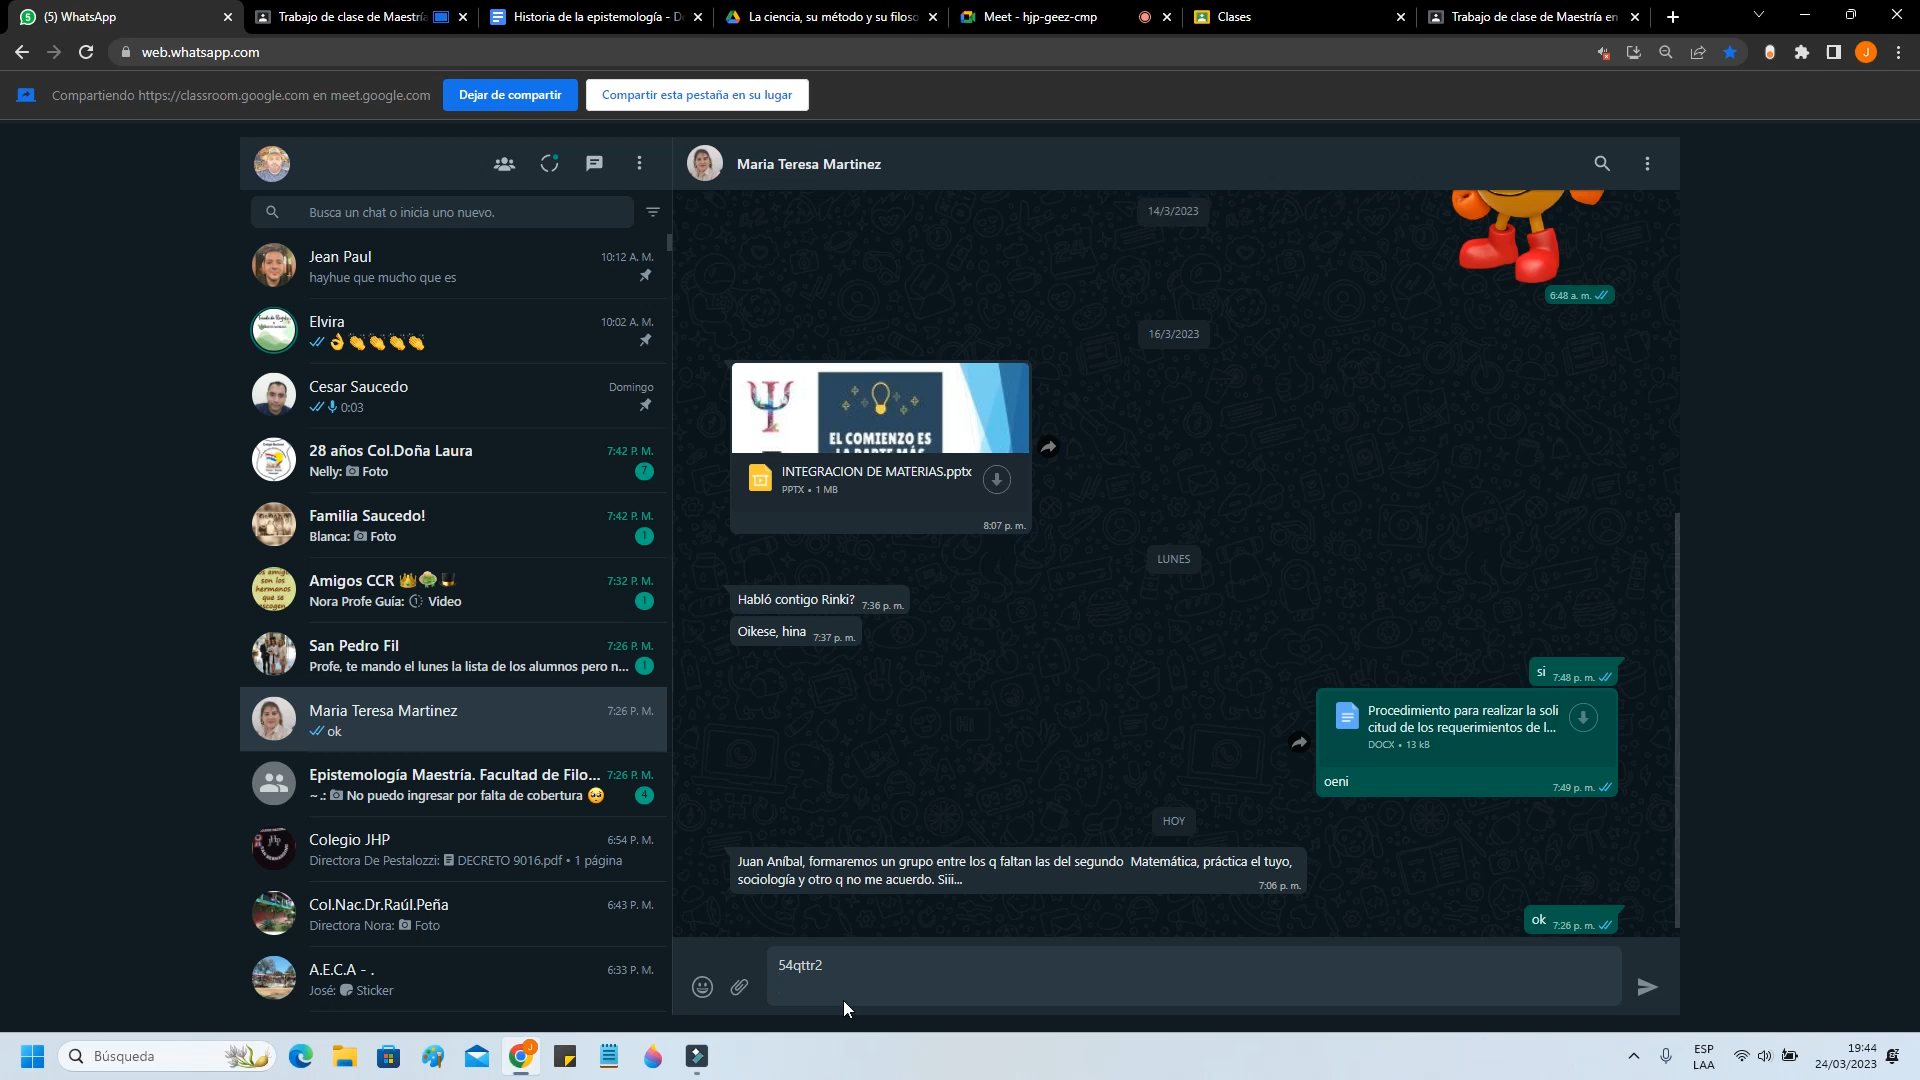 (5) WhatsApp
Trabajo de clase de Maestría
Historia de la epistemología - D
La ciencia, su método y su filoso
Meet - hjp-geez-cmp
Clases
Trabajo de clase de Maestría en
web.whatsapp.com
J
Compartiendo https://classroom.google.com en meet.google.com
Dejar de compartir
Compartir esta pestaña en su lugar
Busca un chat o inicia uno nuevo.
Jean Paul
10:12 A. M.
hayhue que mucho que es
Elvira
10:02 A. M.
👌👏👏👏👏
Cesar Saucedo
Domingo
0:03
28 años Col.Doña Laura
7:42 P. M.
Nelly: Foto
7
Familia Saucedo!
7:42 P. M.
Blanca: Foto
1
Amigos CCR
7:32 P. M.
Nora Profe Guía: Video
1
San Pedro Fil
7:26 P. M.
Profe, te mando el lunes la lista de los alumnos pero n...
1
Maria Teresa Martinez
7:26 P. M.
ok
Epistemología Maestría. Facultad de Filo...
7:26 P. M.
~ .: No puedo ingresar por falta de cobertura 🥺
4
Colegio JHP
6:54 P. M.
Directora De Pestalozzi: DECRETO 9016.pdf • 1 página
Col.Nac.Dr.Raúl.Peña
6:43 P. M.
Directora Nora: Foto
A.E.C.A - .
6:33 P. M.
José: Sticker
Maria Teresa Martinez
14/3/2023
6:48 a. m.
16/3/2023
EL COMIENZO ES
LA PARTE MÁS
INTEGRACION DE MATERIAS.pptx
PPTX • 1 MB
8:07 p. m.
LUNES
Habló contigo Rinki? 7:36 p. m.
Oikese, hina 7:37 p. m.
si 7:48 p. m.
Procedimiento para realizar la soli
citud de los requerimientos de l...
DOCX • 13 kB
oeni
7:49 p. m.
HOY
Juan Aníbal, formaremos un grupo entre los q faltan las del segundo Matemática, práctica el tuyo,
sociología y otro q no me acuerdo. Siii...
7:06 p. m.
ok 7:26 p. m.
54qttr2
Búsqueda
ESP
LAA
19:44
24/03/2023